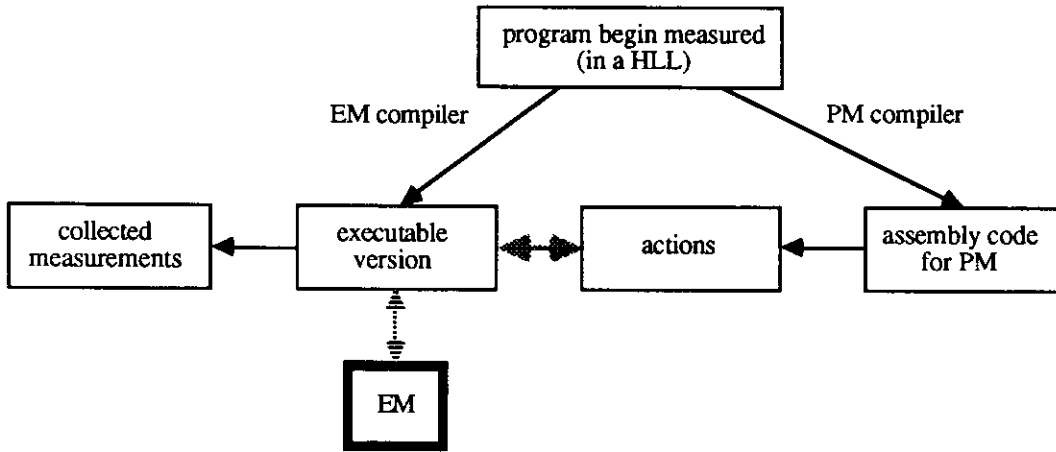 program begin measured
(in a HLL)
EM compiler
PM compiler
collected
measurements
executable
version
actions
assembly code
for PM
EM